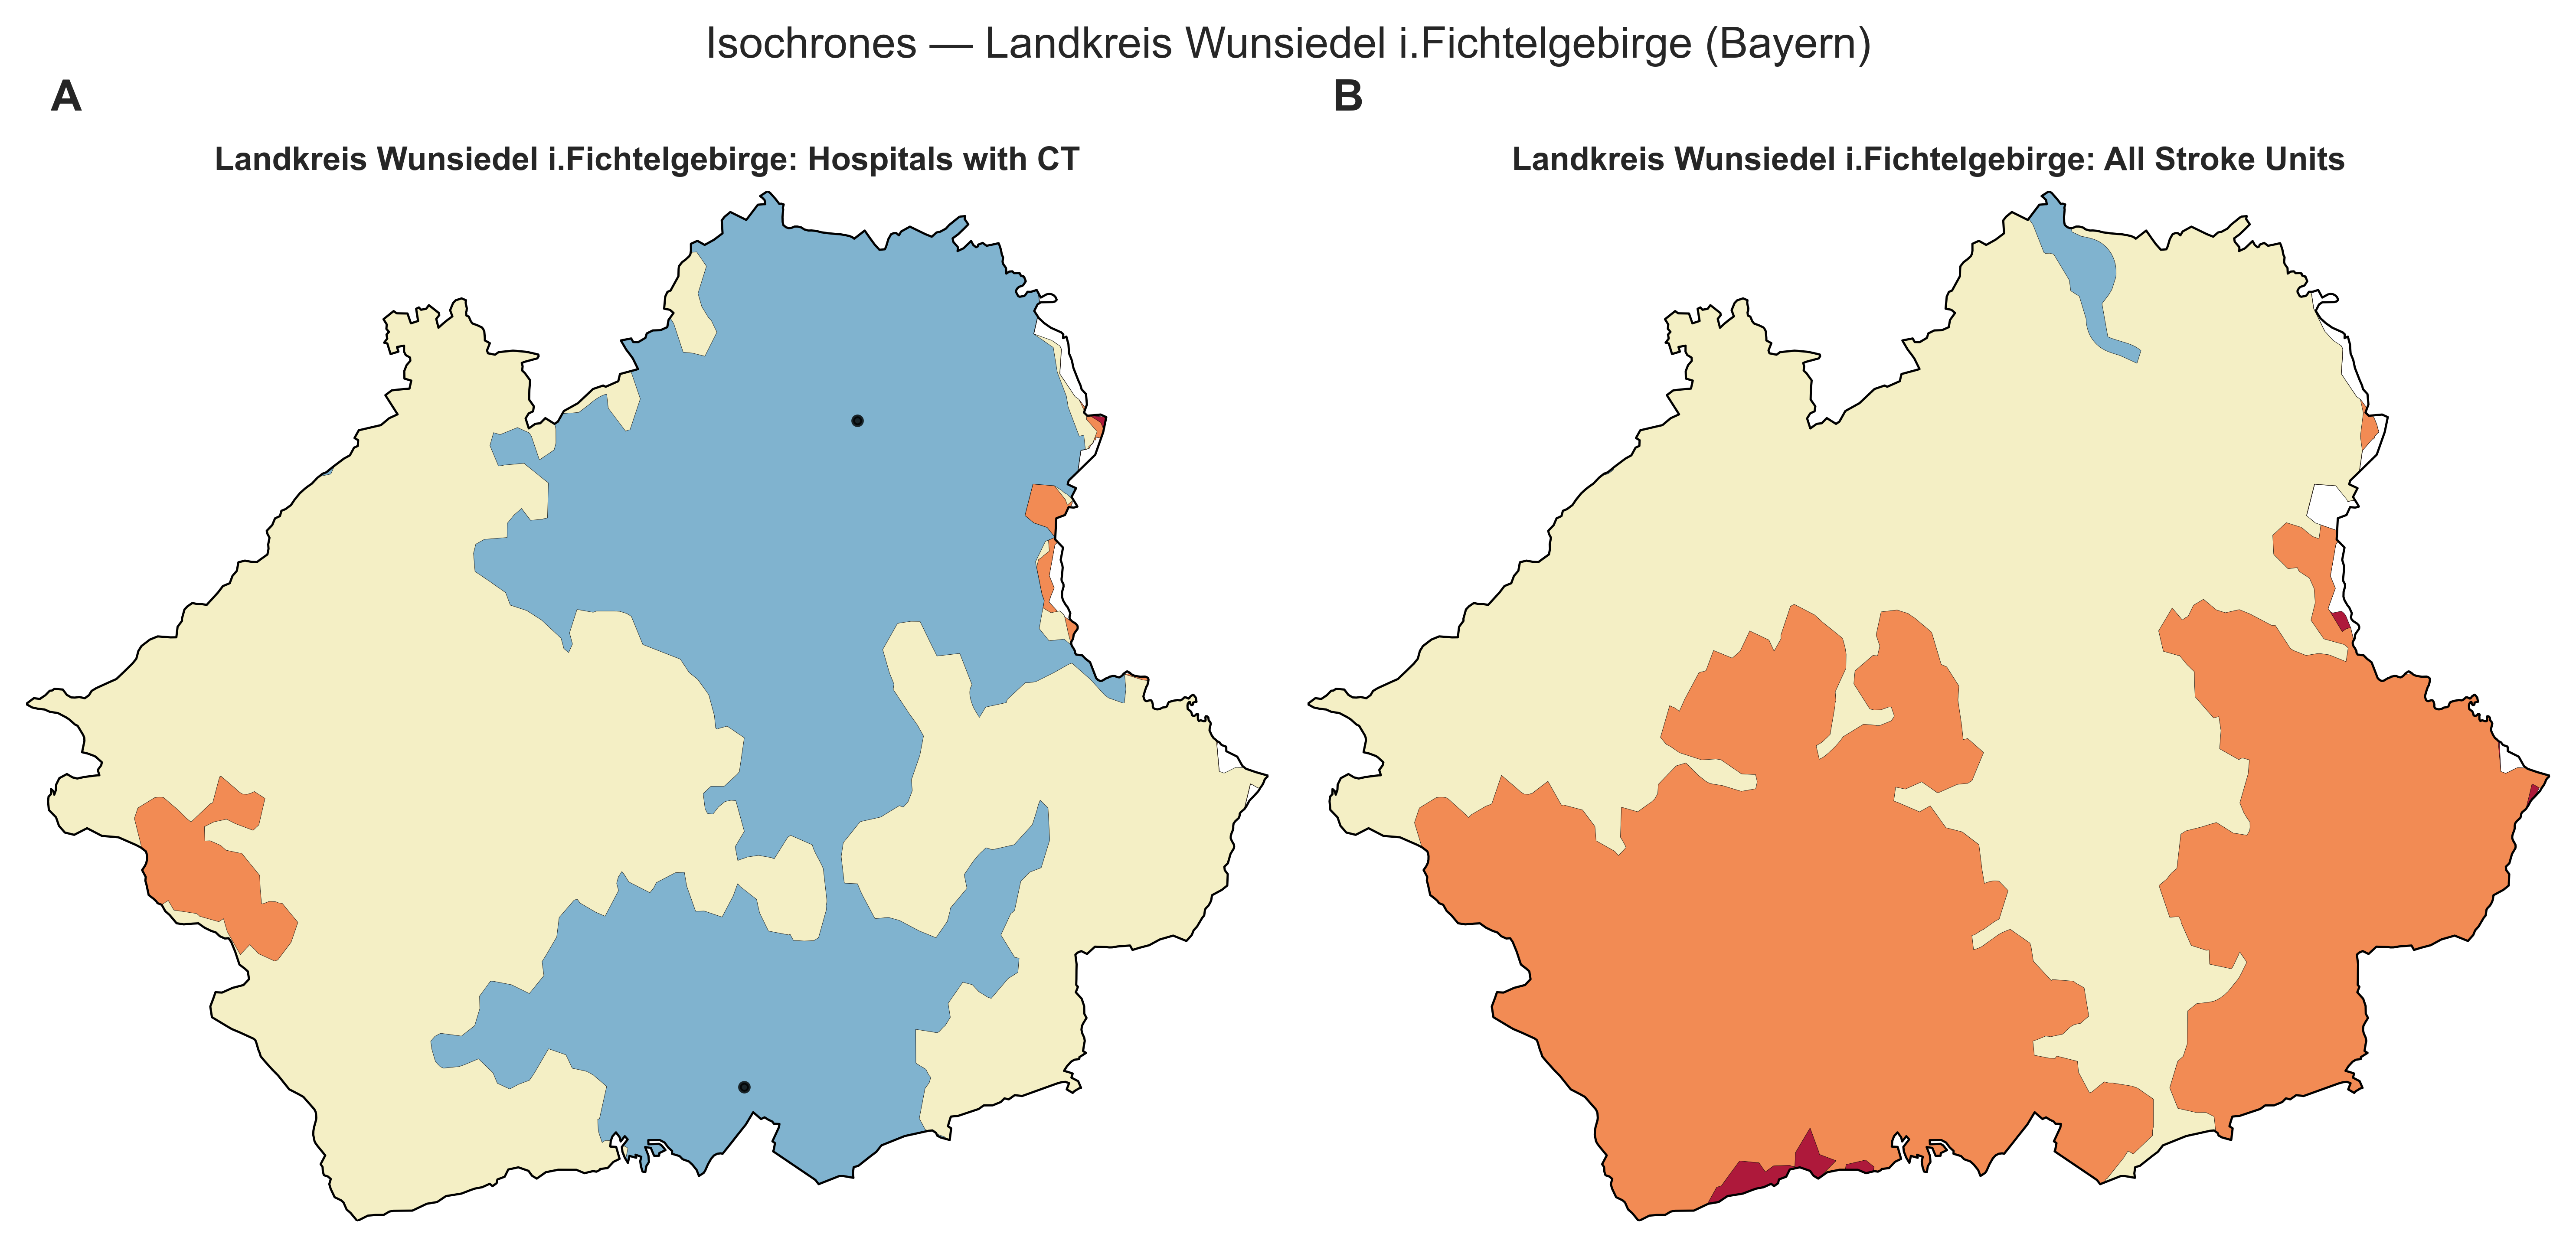 Isochrones — Landkreis Wunsiedel i.Fichtelgebirge (Bayern)
A
B
Landkreis Wunsiedel i.Fichtelgebirge: Hospitals with CT
Landkreis Wunsiedel i.Fichtelgebirge: All Stroke Units